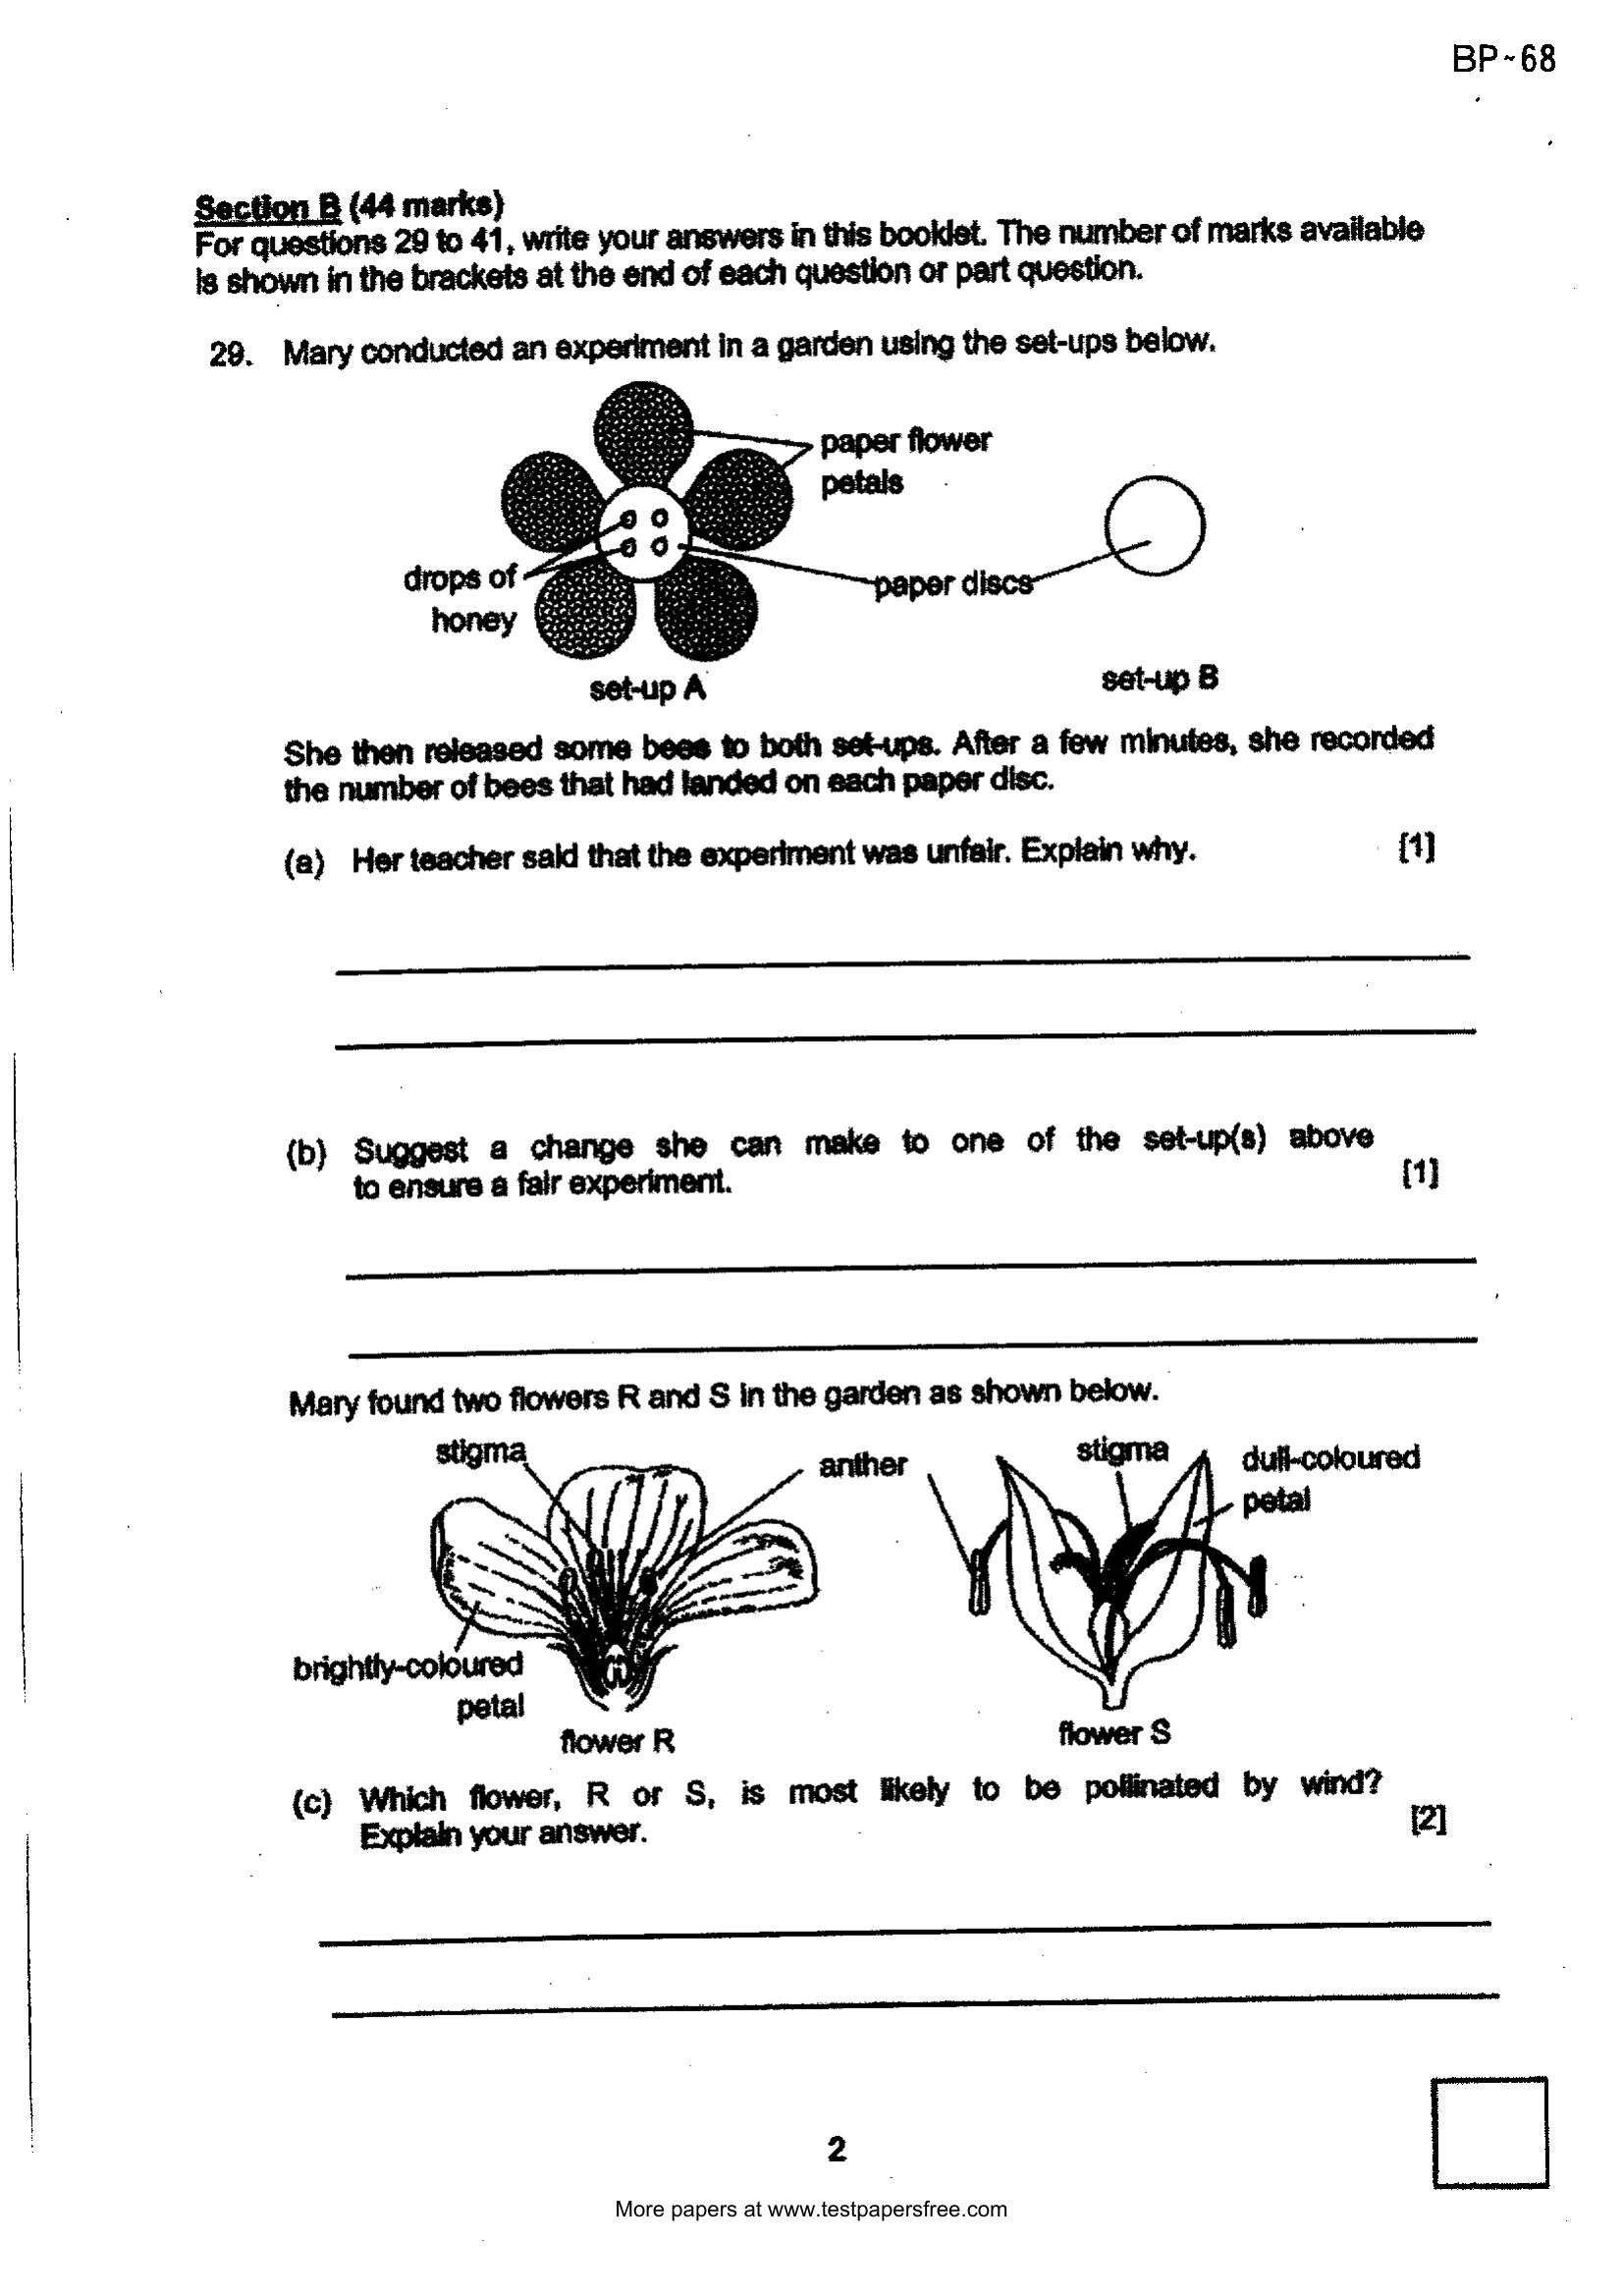 BP-68
Section B (44 marks)
For questions 29 to 41, write your answers in this booklet. The number of marks available
is shown in the brackets at the end of each question or part question.
29. Mary conducted an experiment in a garden using the set-ups below.
paper flower
petals
drops of
honey
paper discs
set-up A
set-up B
She then released some bees to both set-ups. After a few minutes, she recorded
the number of bees that had landed on each paper disc.
(a) Her teacher said that the experiment was unfair. Explain why. [1]
(b) Suggest a change she can make to one of the set-up(s) above
to ensure a fair experiment. [1]
Mary found two flowers R and S in the garden as shown below.
stigma
anther
stigma
dull-coloured
petal
brightly-coloured
petal
flower R
flower S
(c) Which flower, R or S, is most likely to be pollinated by wind?
Explain your answer. [2]
2
More papers at www.testpapersfree.com